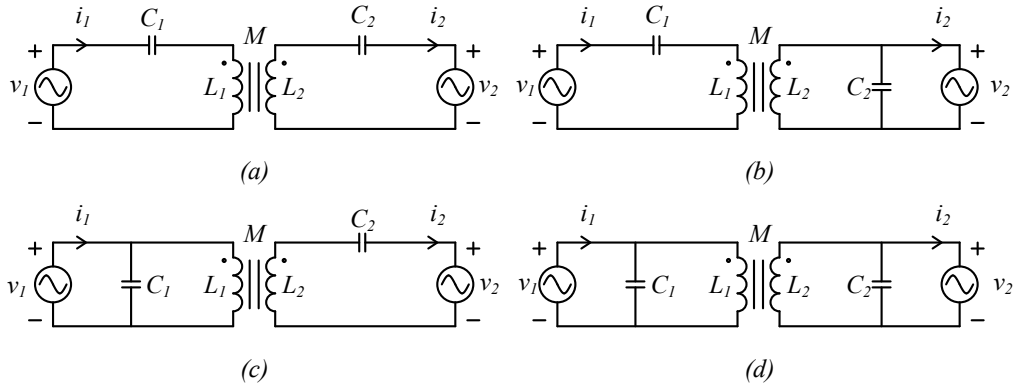 i1 C1 M C2 i2
+ v1 − L1 L2 + v2 −
(a)
i1 C1 M i2
+ v1 − L1 L2 C2 + v2 −
(b)
i1 M C2 i2
+ v1 − C1 L1 L2 + v2 −
(c)
i1 M i2
+ v1 − C1 L1 L2 C2 + v2 −
(d)